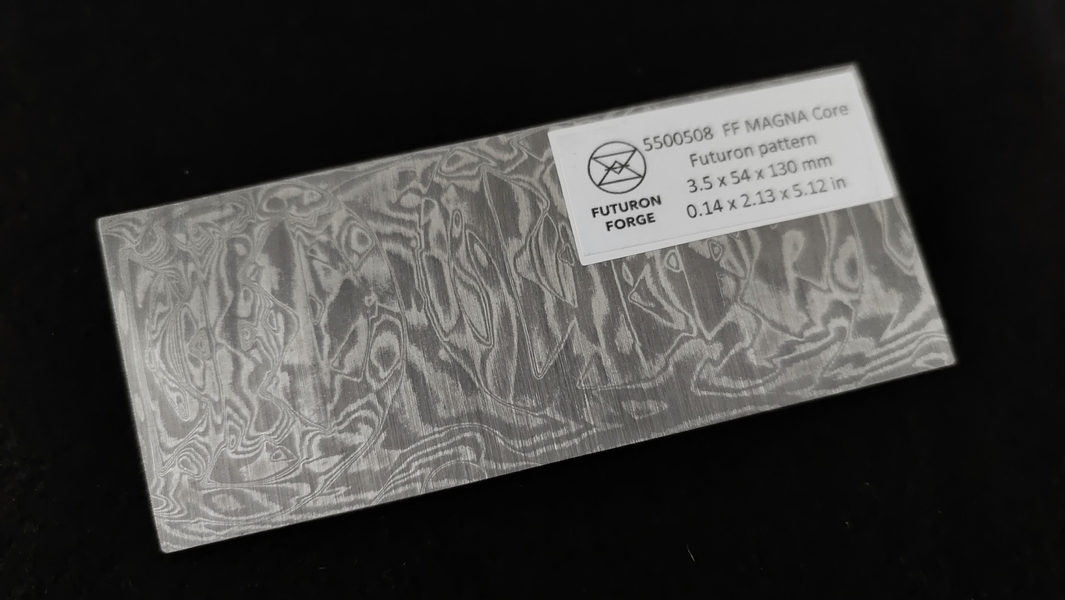 5500508 FF MAGNA Core
Futuron pattern
3.5 x 54 x 130 mm
0.14 x 2.13 x 5.12 in
FUTURON
FORGE